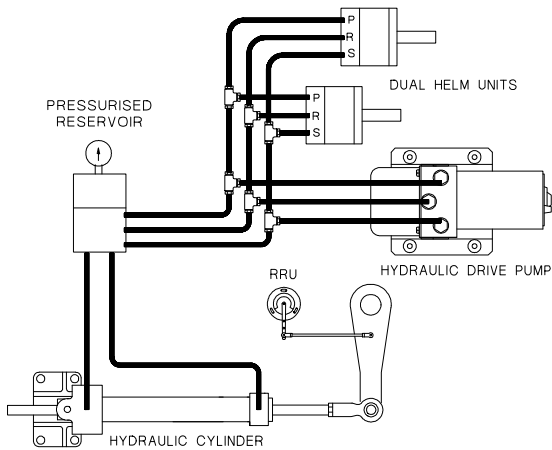 P
R
S
DUAL HELM UNITS
P
R
S
PRESSURISED
RESERVOIR
HYDRAULIC DRIVE PUMP
RRU
HYDRAULIC CYLINDER